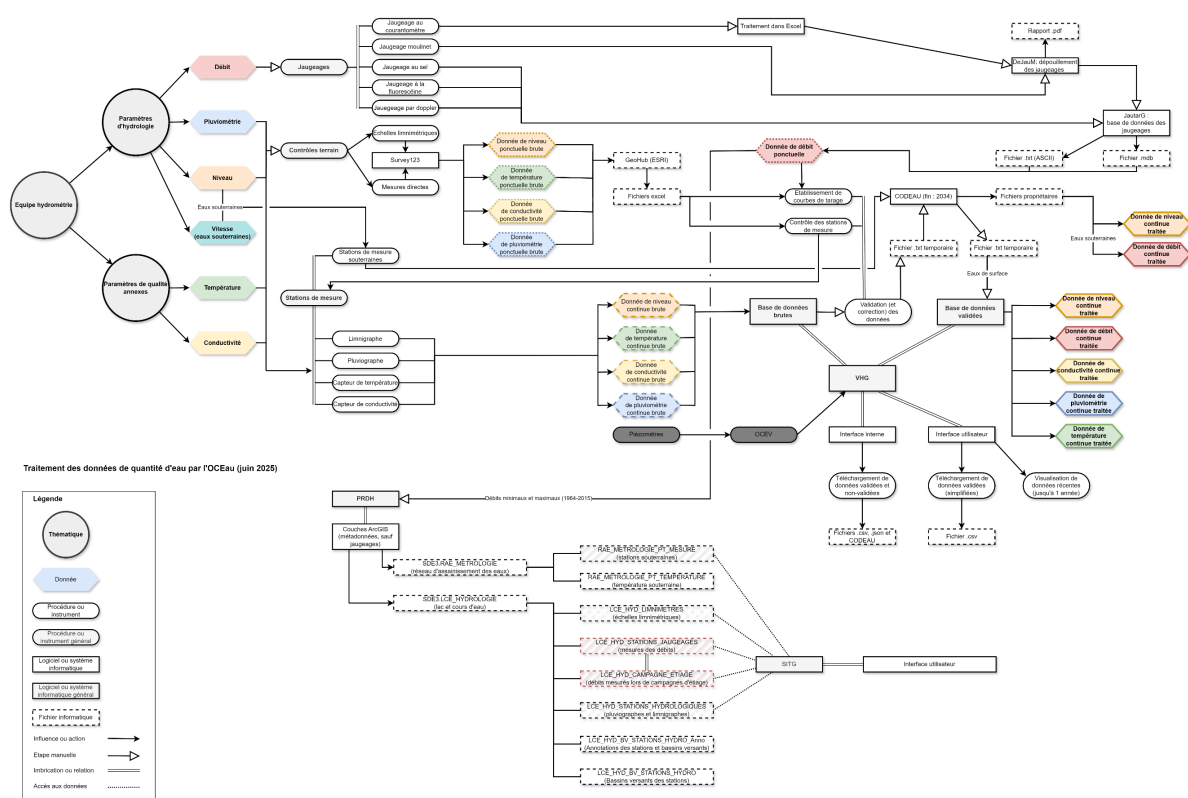 Equipe hydrométrie
Paramètres
d'hydrologie
Paramètres de qualité
annexes
Débit
Pluviométrie
Niveau
Eaux souterraines
Vitesse
(eaux souterraines)
Température
Conductivité
Jaugeages
Contrôles terrain
Jaugeage au
courantomètre
Jaugeage moulinet
Jaugeage au sel
Jaugeage à la
fluorescéine
Jaugeage par doppler
Echelles limnimétriques
Survey123
Mesures directes
Stations de mesure
souterraines
Stations de mesure
Limnigraphe
Pluviographe
Capteur de température
Capteur de conductivité
Donnée de niveau
ponctuelle brute
Donnée
de température
ponctuelle brute
Donnée
de conductivité
ponctuelle brute
Donnée
de pluviométrie
ponctuelle brute
GeoHub (ESRI)
Fichiers excel
Traitement dans Excel
Rapport .pdf
DeJauM: dépouillement
des jaugeages
JautarG :
base de données des
jaugeages
Fichier .txt (ASCII)
Fichier .mdb
Donnée de débit
ponctuelle
Etablissement de
courbes de tarage
Contrôle des stations
de mesure
CODEAU (fin : 2034)
Fichiers propriétaires
Fichier .txt temporaire
Fichier .txt temporaire
Eaux souterraines
Eaux de surface
Donnée de niveau
continue
traitée
Donnée de débit
continue
traitée
Donnée de niveau
continue brute
Donnée
de température
continue brute
Donnée
de conductivité
continue brute
Donnée
de pluviométrie
continue brute
Base de données
brutes
Validation (et
correction) des
données
Base de données
validées
Donnée de niveau
continue
traitée
Donnée de débit
continue
traitée
Donnée
de conductivité continue
traitée
Donnée
de pluviométrie
continue traitée
Donnée de
température
continue traitée
VHG
Piézomètres
OCEV
Interface interne
Interface utilisateur
Téléchargement
de données validées
et non-validées
Téléchargement
de données validées
(simplifiées)
Visualisation de
données récentes
(jusqu'à 1 année)
Fichiers .csv, .json et
CODEAU
Fichier .csv
Traitement des données de quantité d'eau par l'OCEau (juin 2025)
PRDH
Débits minimaux et maximaux (1964-2015)
Couches ArcGIS
(métadonnées, sauf
jaugeages)
SDE3.RAE_METROLOGIE
(réseau d'assainissement des eaux)
SDE3.LCE_HYDROLOGIE
(lac et cours d'eau)
RAE_METROLOGIE_PT_MESURE
(stations souterraines)
RAE_METROLOGIE_PT_TEMPERATURE
(température souterraine)
LCE_HYD_LIMNIMETRES
(échelles limnimétriques)
LCE_HYD_STATIONS_JAUGEAGES
(mesures des débits)
LCE_HYD_CAMPAGNE_ETIAGE
(débits mesurés lors de campagnes d'étiage)
LCE_HYD_STATIONS_HYDROLOGIQUES
(pluviographes et limnigraphes)
LCE_HYD_BV_STATIONS_HYDRO_Anno
(Annotations des stations et bassins versants)
LCE_HYD_BV_STATIONS_HYDRO
(Bassins versants des stations)
SITG
Interface utilisateur
Légende
Thématique
Donnée
Procédure ou
instrument
Procédure ou
instrument général
Logiciel ou système
informatique
Logiciel ou système
informatique général
Fichier informatique
Influence ou action
Etape manuelle
Imbrication ou relation
Accès aux données